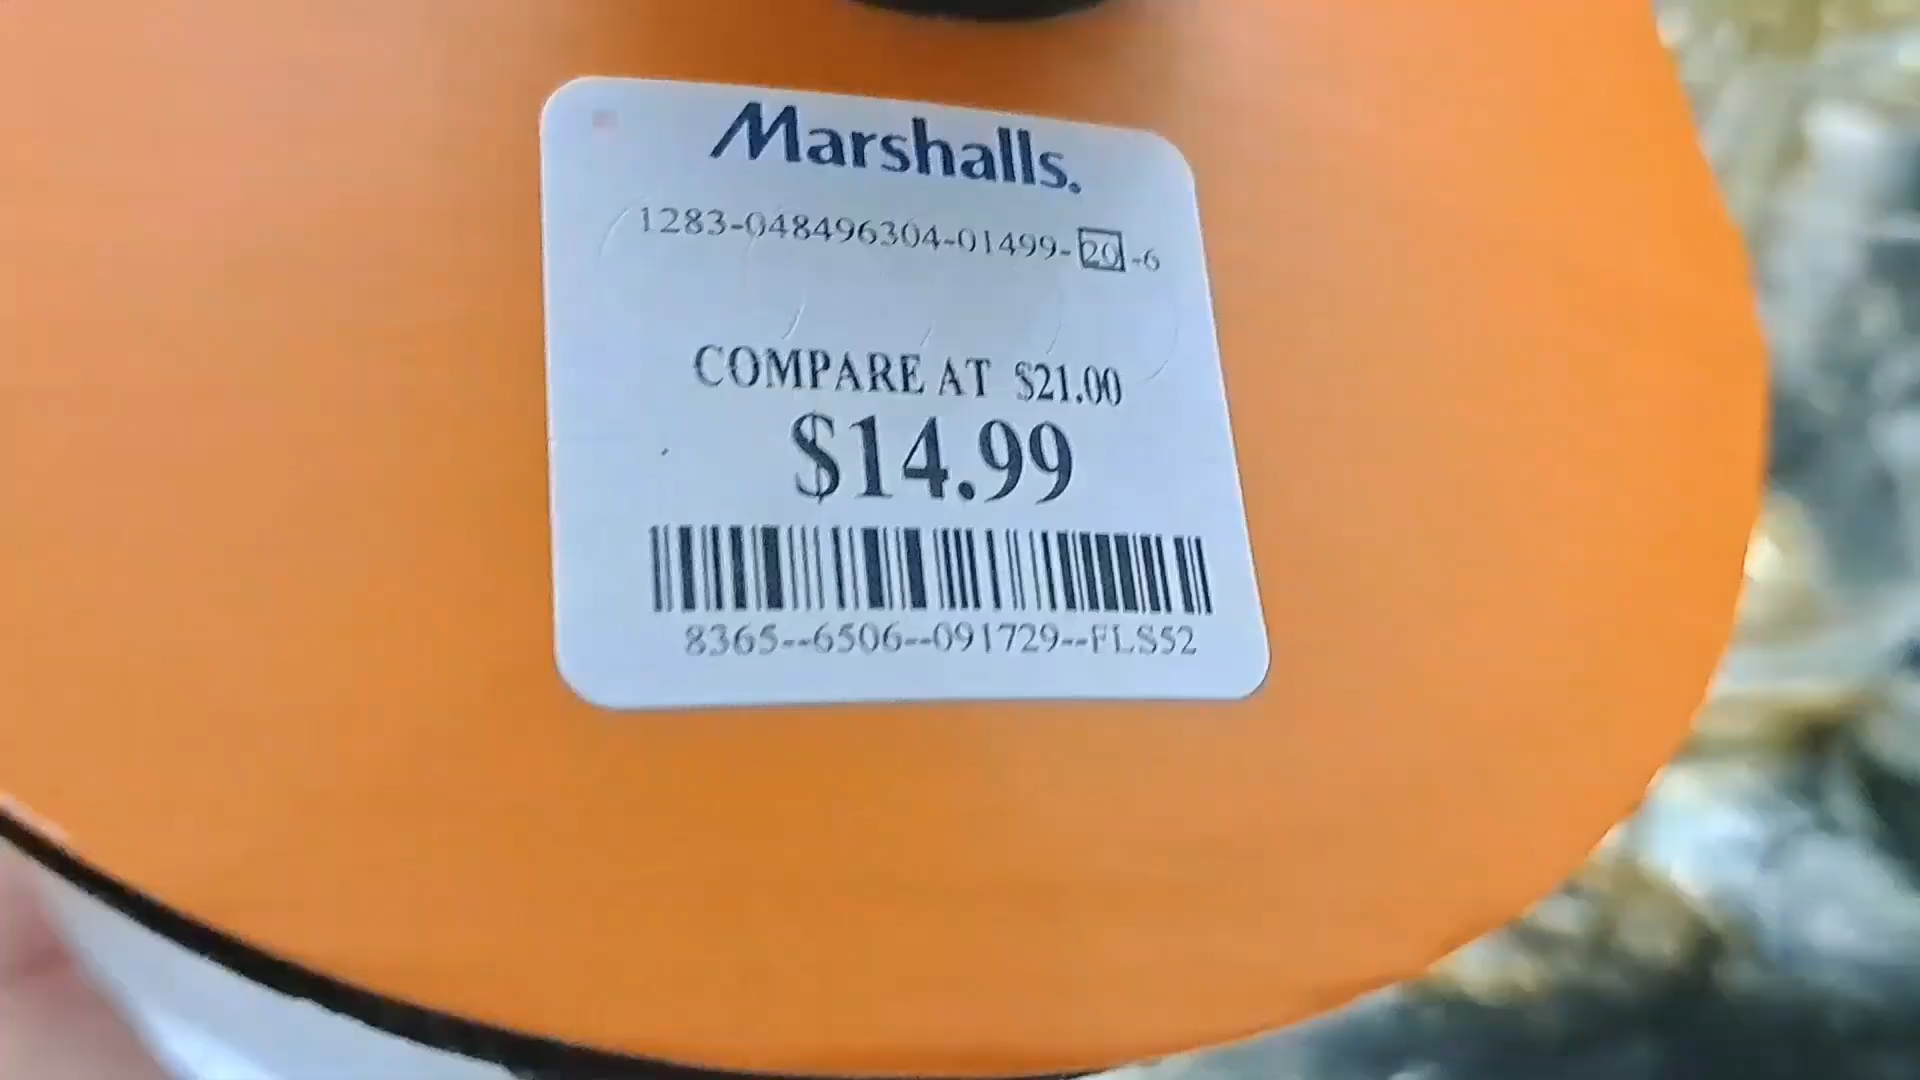 Marshalls.
1283-048496304-01499-20-6
COMPARE AT $21.00
$14.99
8365--6506--091729--FLS52